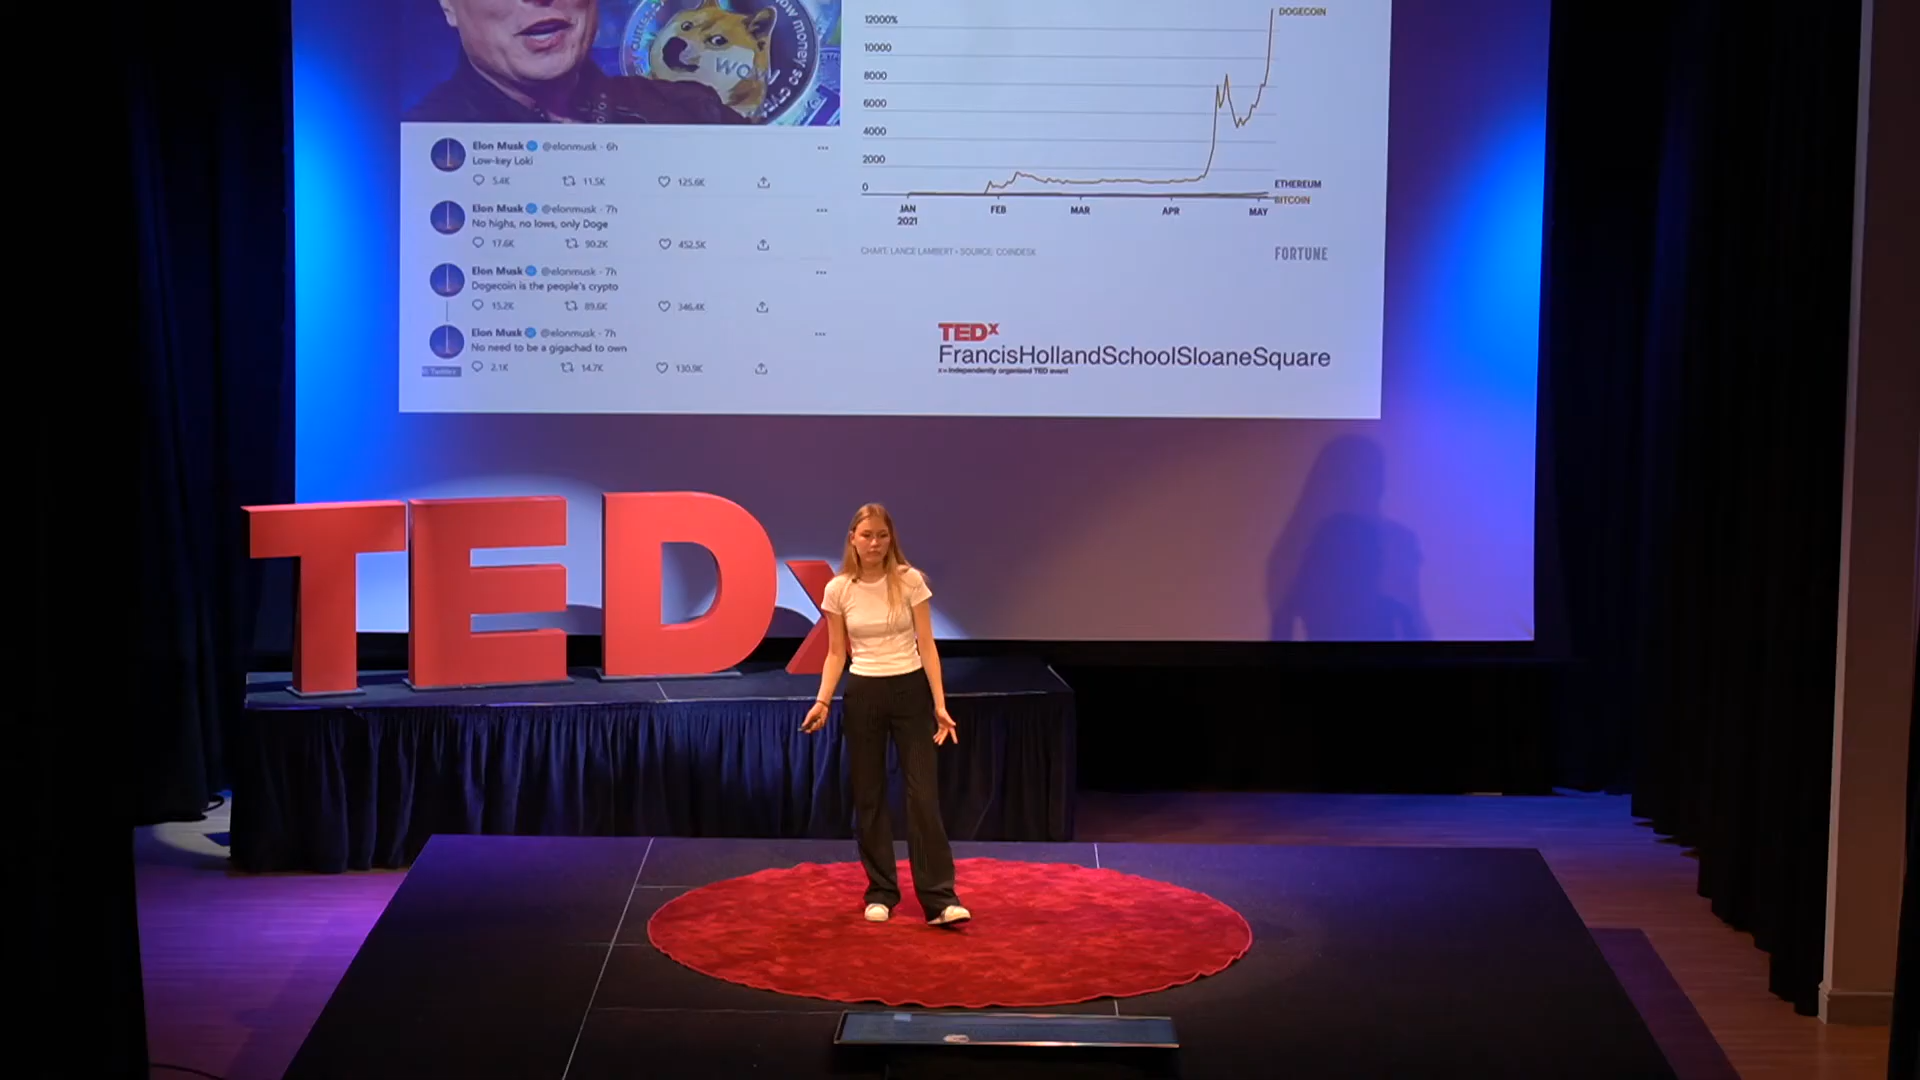 WOW
Elon Musk @elonmusk · 6h
Low-key Loki
5.4K 11.5K 125.6K
Elon Musk @elonmusk · 7h
No highs, no lows, only Doge
17.6K 90.2K 452.5K
Elon Musk @elonmusk · 7h
Dogecoin is the people's crypto
15.2K 89.6K 346.4K
Elon Musk @elonmusk · 7h
No need to be a gigachad to own
2.1K 14.7K 130.9K
DOGECOIN
12000%
10000
8000
6000
4000
2000
0
ETHEREUM
BITCOIN
JAN FEB MAR APR MAY
2021
CHART: LANCE LAMBERT • SOURCE: COINDESK
FORTUNE
TEDx
FrancisHollandSchoolSloaneSquare
x = independently organised TED event
TEDx